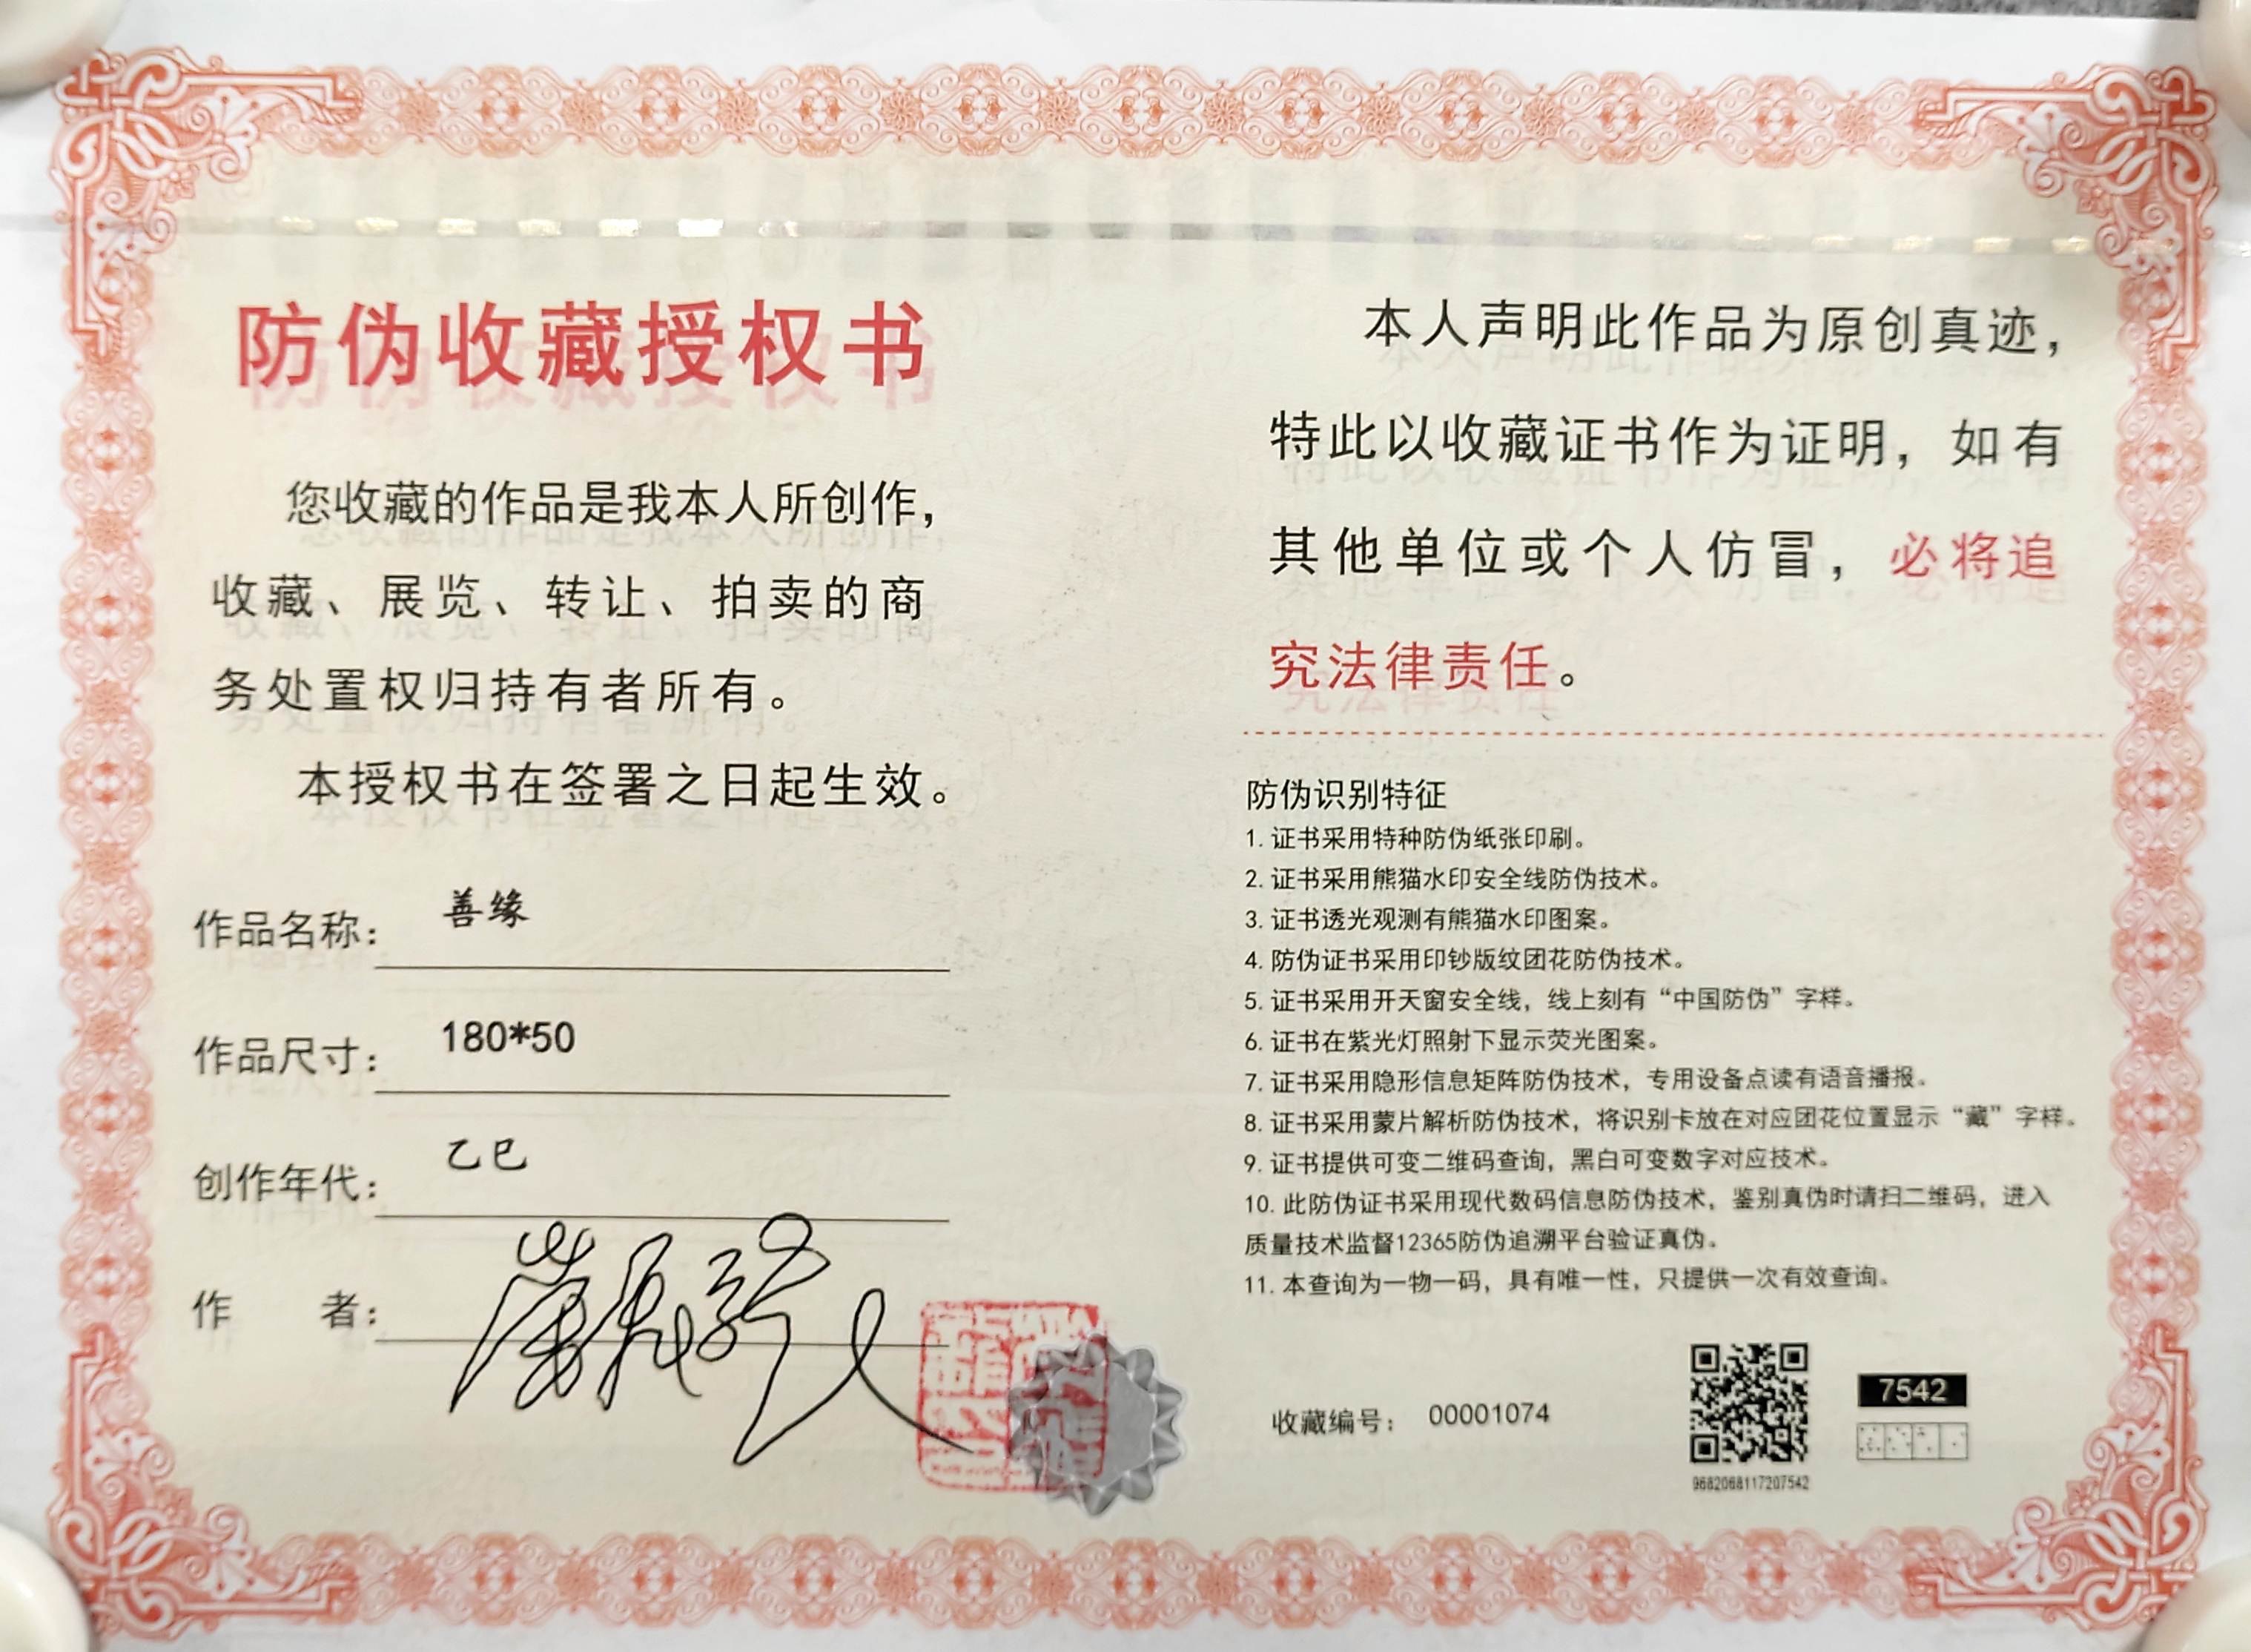 防伪收藏授权书
您收藏的作品是我本人所创作，
收藏、展览、转让、拍卖的商
务处置权归持有者所有。
本授权书在签署之日起生效。
作品名称：善缘
作品尺寸：180*50
创作年代：乙巳
作 者：
本人声明此作品为原创真迹，
特此以收藏证书作为证明，如有
其他单位或个人仿冒，必将追
究法律责任。
防伪识别特征
1. 证书采用特种防伪纸张印刷。
2. 证书采用熊猫水印安全线防伪技术。
3. 证书透光观测有熊猫水印图案。
4. 防伪证书采用印钞版纹团花防伪技术。
5. 证书采用开天窗安全线，线上刻有“中国防伪”字样。
6. 证书在紫光灯照射下显示荧光图案。
7. 证书采用隐形信息矩阵防伪技术，专用设备点读有语音播报。
8. 证书采用蒙片解析防伪技术，将识别卡放在对应团花位置显示“藏”字样。
9. 证书提供可变二维码查询，黑白可变数字对应技术。
10. 此防伪证书采用现代数码信息防伪技术，鉴别真伪时请扫二维码，进入
质量技术监督12365防伪追溯平台验证真伪。
11. 本查询为一物一码，具有唯一性，只提供一次有效查询。
收藏编号： 00001074
7542
9682068117207542